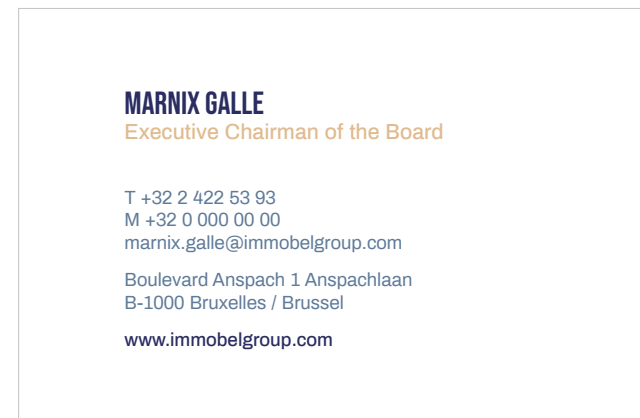 MARNIX GALLE
Executive Chairman of the Board
T +32 2 422 53 93
M +32 0 000 00 00
marnix.galle@immobelgroup.com
Boulevard Anspach 1 Anspachlaan
B-1000 Bruxelles / Brussel
www.immobelgroup.com